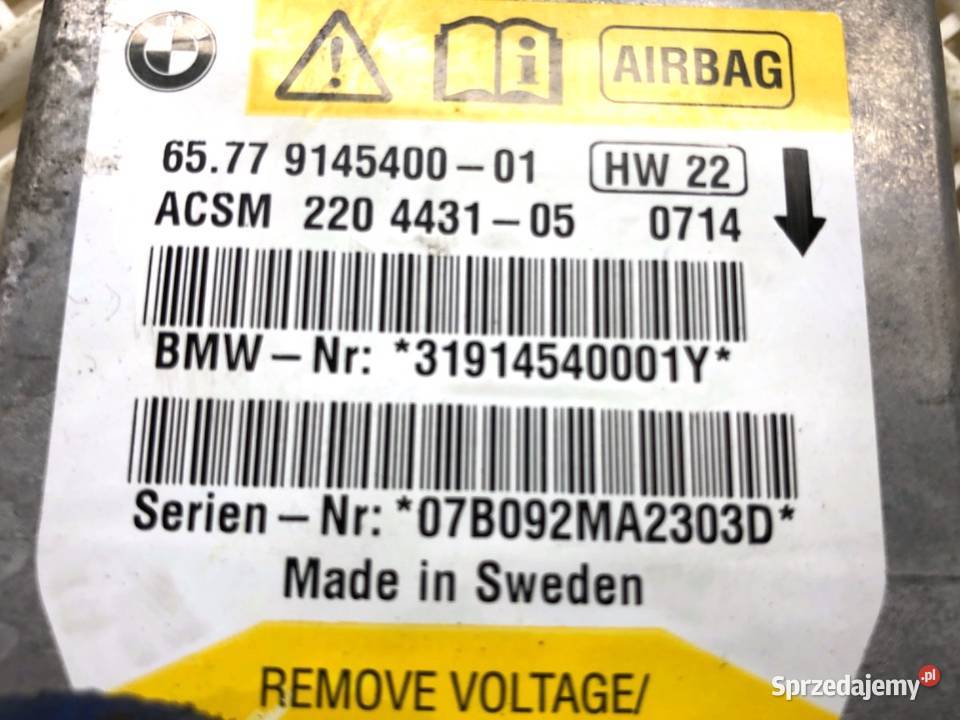 AIRBAG
65.77 9145400-01 HW 22
ACSM 220 4431-05 0714
BMW-Nr: *31914540001Y*
Serien-Nr: *07B092MA2303D*
Made in Sweden
REMOVE VOLTAGE/
Sprzedajemy.pl